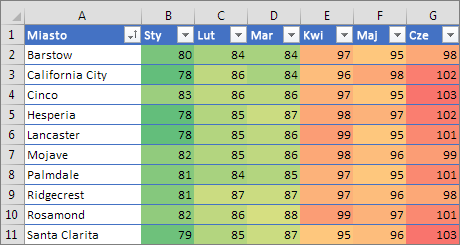 A B C D E F G
1 Miasto Sty Lut Mar Kwi Maj Cze
2 Barstow 80 84 84 97 95 98
3 California City 78 86 84 96 98 102
4 Cinco 83 86 86 97 95 103
5 Hesperia 78 85 87 98 97 102
6 Lancaster 78 85 86 99 95 101
7 Mojave 82 85 86 98 96 99
8 Palmdale 81 84 85 97 95 101
9 Ridgecrest 81 87 87 97 96 98
10 Rosamond 82 86 88 99 97 101
11 Santa Clarita 79 85 87 95 96 103